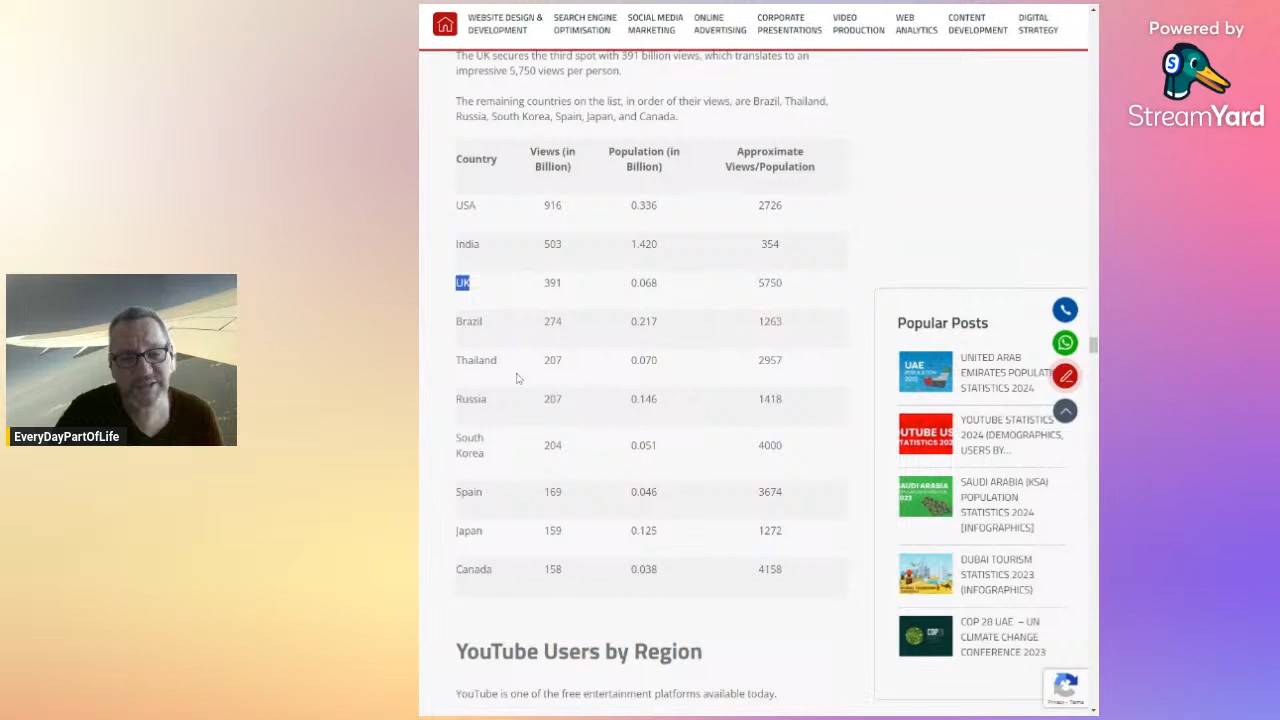 WEBSITE DESIGN &
DEVELOPMENT
SEARCH ENGINE
OPTIMISATION
SOCIAL MEDIA
MARKETING
ONLINE
ADVERTISING
CORPORATE
PRESENTATIONS
VIDEO
PRODUCTION
WEB
ANALYTICS
CONTENT
DEVELOPMENT
DIGITAL
STRATEGY
Powered by
StreamYard
The UK secures the third spot with 391 billion views, which translates to an
impressive 5,750 views per person.
The remaining countries on the list, in order of their views, are Brazil, Thailand,
Russia, South Korea, Spain, Japan, and Canada.
Country
Views (in
Billion)
Population (in
Billion)
Approximate
Views/Population
USA 916 0.336 2726
India 503 1.420 354
UK 391 0.068 5750
Brazil 274 0.217 1263
Thailand 207 0.070 2957
Russia 207 0.146 1418
South
Korea 204 0.051 4000
Spain 169 0.046 3674
Japan 159 0.125 1272
Canada 158 0.038 4158
YouTube Users by Region
YouTube is one of the free entertainment platforms available today.
Popular Posts
UNITED ARAB
EMIRATES POPULATI
STATISTICS 2024
YOUTUBE STATISTICS
2024 (DEMOGRAPHICS,
USERS BY...
SAUDI ARABIA (KSA)
POPULATION
STATISTICS 2024
[INFOGRAPHICS]
DUBAI TOURISM
STATISTICS 2023
(INFOGRAPHICS)
COP 28 UAE – UN
CLIMATE CHANGE
CONFERENCE 2023
Privacy - Terms
EveryDayPartOfLife